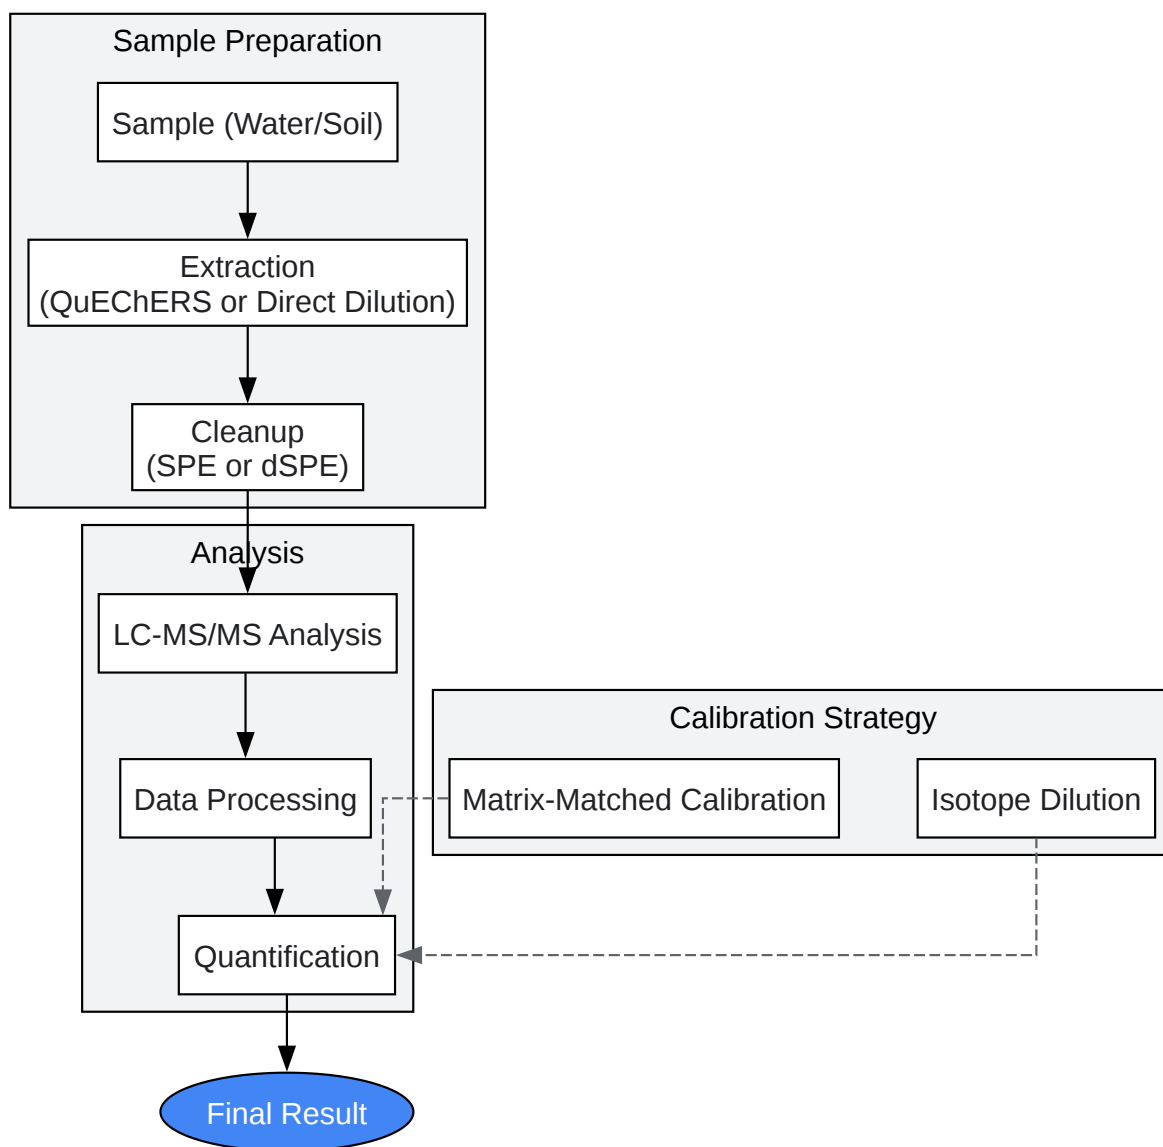 Sample Preparation
Sample (Water/Soil)
Extraction
(QuEChERS or Direct Dilution)
Cleanup
(SPE or dSPE)
Analysis
LC-MS/MS Analysis
Calibration Strategy
Data Processing
Matrix-Matched Calibration
Isotope Dilution
Quantification
Final Result